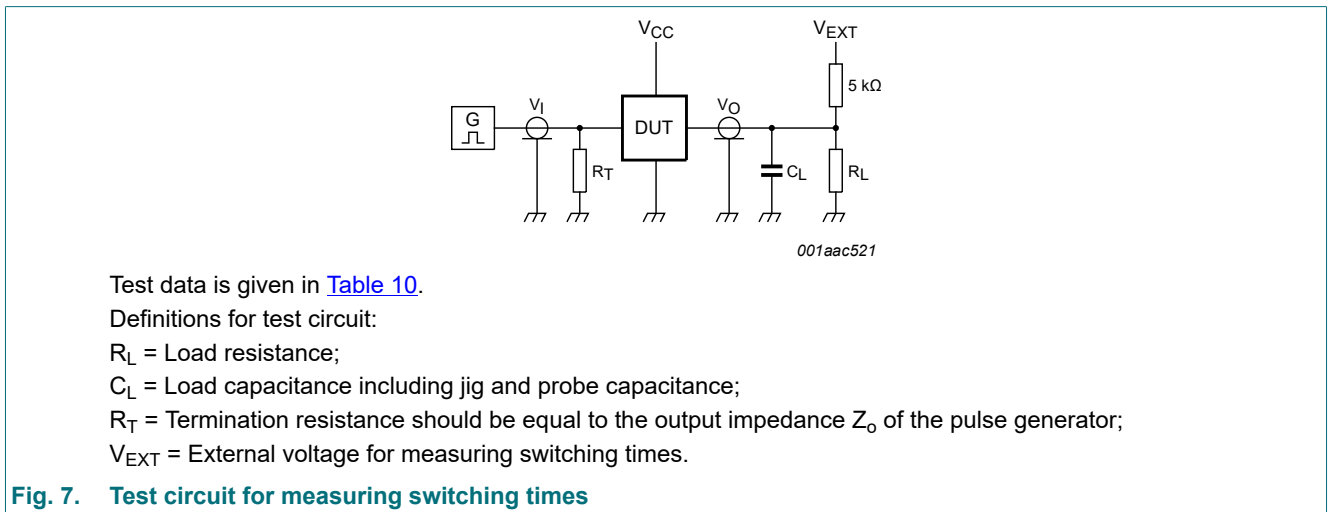 VCC
VEXT
5 kΩ
G
VI
DUT
VO
RT
CL
RL
001aac521
Test data is given in Table 10.
Definitions for test circuit:
RL = Load resistance;
CL = Load capacitance including jig and probe capacitance;
RT = Termination resistance should be equal to the output impedance Zo of the pulse generator;
VEXT = External voltage for measuring switching times.
Fig. 7. Test circuit for measuring switching times